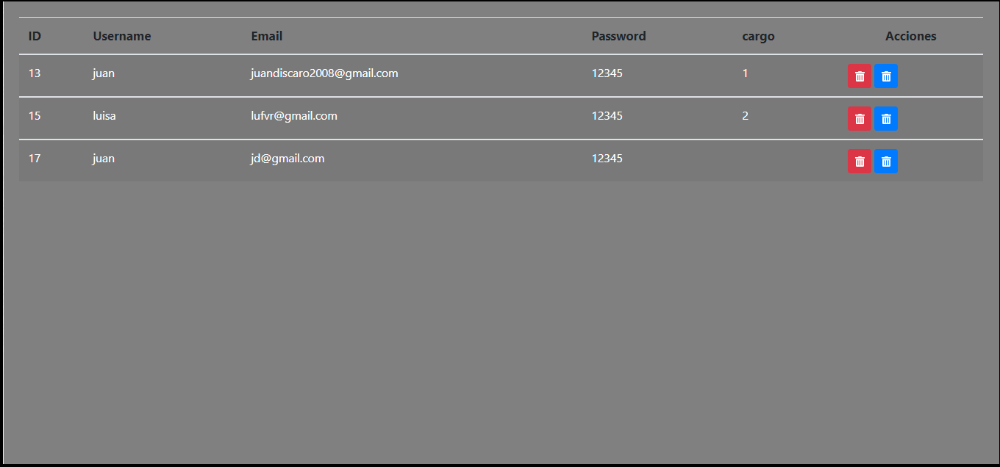 ID Username Email Password cargo Acciones
13 juan juandiscaro2008@gmail.com 12345 1
15 luisa lufvr@gmail.com 12345 2
17 juan jd@gmail.com 12345